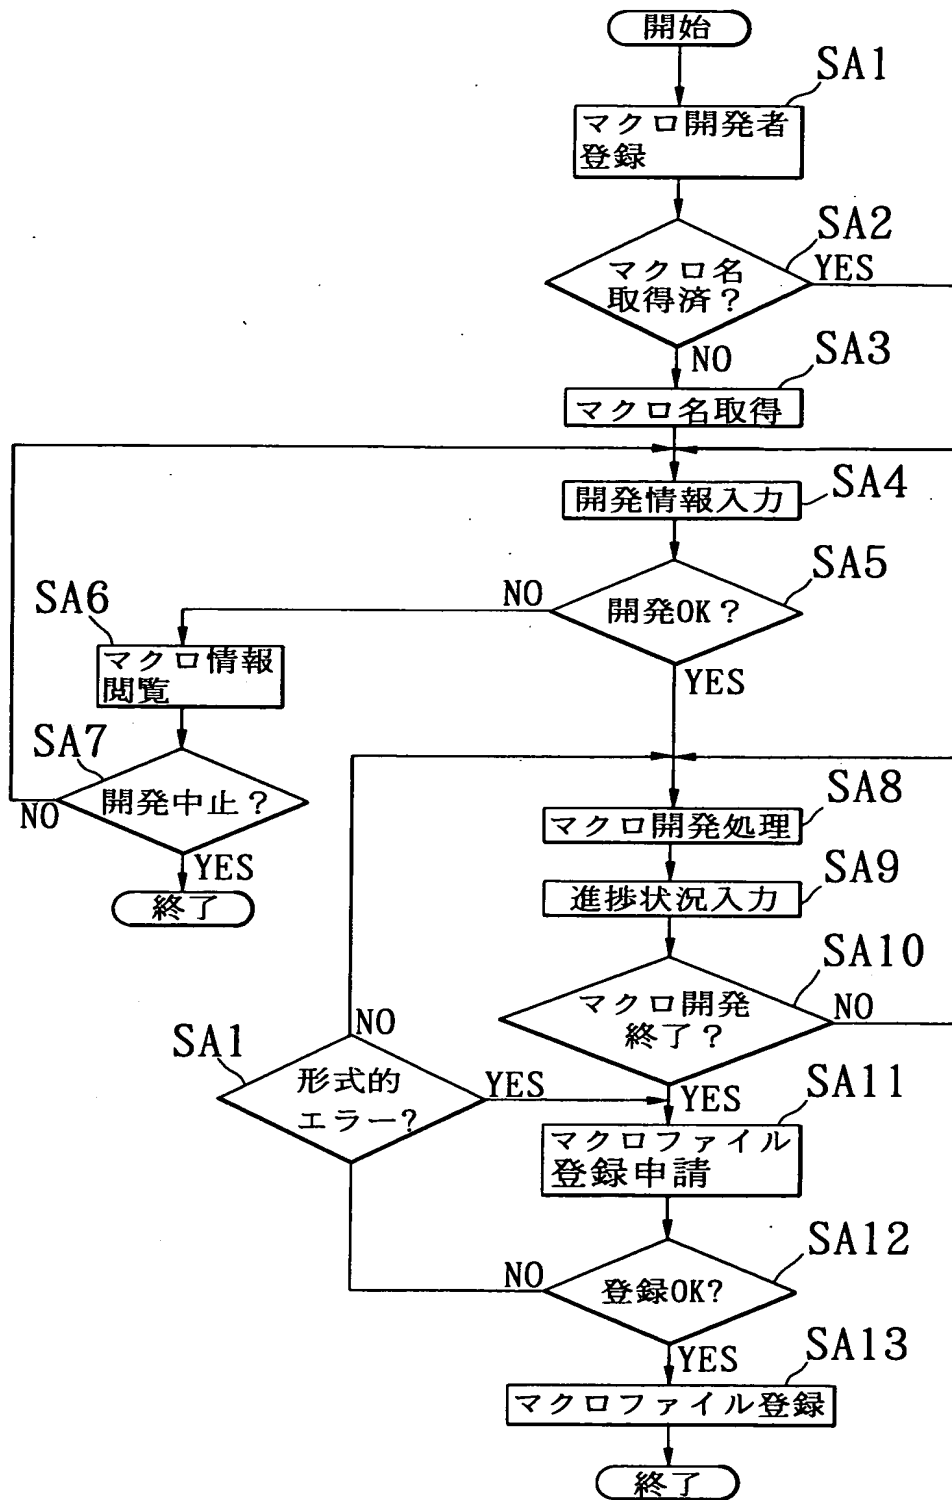 開始
SA1
マクロ開発者
登録
SA2
マクロ名
取得済？
YES
NO
SA3
マクロ名取得
SA4
開発情報入力
SA5
開発OK？
NO
YES
SA6
マクロ情報
閲覧
SA7
開発中止？
NO
YES
終了
SA8
マクロ開発処理
SA9
進捗状況入力
SA10
マクロ開発
終了？
NO
YES
SA1
形式的
エラー?
NO
YES
SA11
マクロファイル
登録申請
SA12
登録OK?
NO
YES
SA13
マクロファイル登録
終了